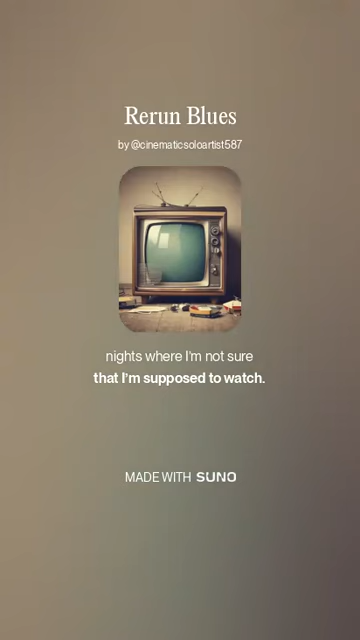 Rerun Blues
by @cinematicsoloartist587
nights where I'm not sure
that I'm supposed to watch.
MADE WITH SUNO